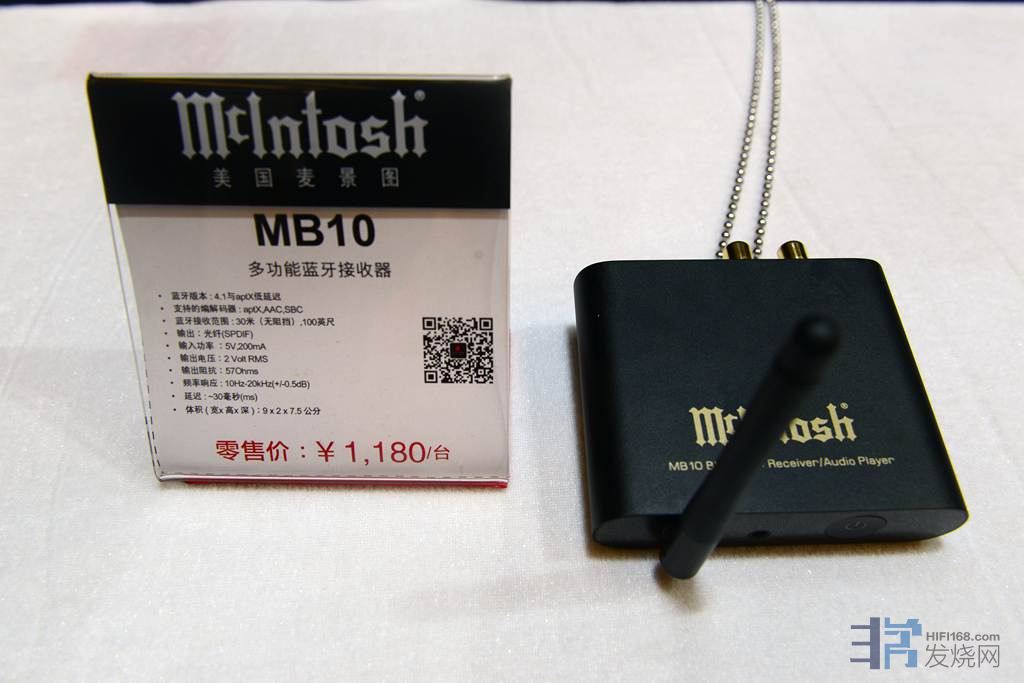 McIntosh
美国麦景图
MB10
多功能蓝牙接收器
• 蓝牙版本 : 4.1与aptX低延迟
• 支持的编解码器 : aptX,AAC,SBC
• 蓝牙接收范围 : 30米（无阻挡）,100英尺
• 输出 : 光纤(SPDIF)
• 输入功率 : 5V,200mA
• 输出电压 : 2 Volt RMS
• 输出阻抗 : 57Ohms
• 频率响应 : 10Hz-20kHz(+/-0.5dB)
• 延迟 : ~30毫秒(ms)
• 体积 ( 宽x 高x 深 ) : 9 x 2 x 7.5 公分
零售价 : ¥ 1,180/台
McIntosh
MB10 Receiver/Audio Player
HIFI168.com
发烧网